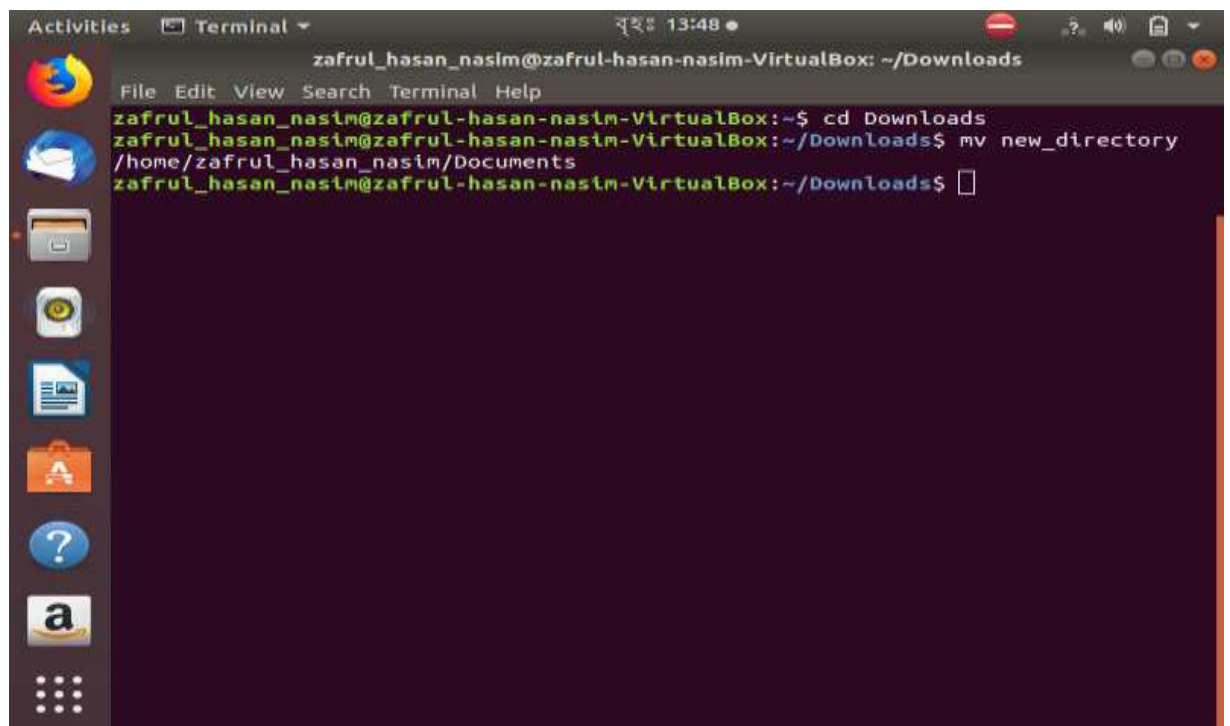 Activities Terminal বৃহঃ 13:48
zafrul_hasan_nasim@zafrul-hasan-nasim-VirtualBox: ~/Downloads
File Edit View Search Terminal Help
zafrul_hasan_nasim@zafrul-hasan-nasim-VirtualBox:~$ cd Downloads
zafrul_hasan_nasim@zafrul-hasan-nasim-VirtualBox:~/Downloads$ mv new_directory
/home/zafrul_hasan_nasim/Documents
zafrul_hasan_nasim@zafrul-hasan-nasim-VirtualBox:~/Downloads$